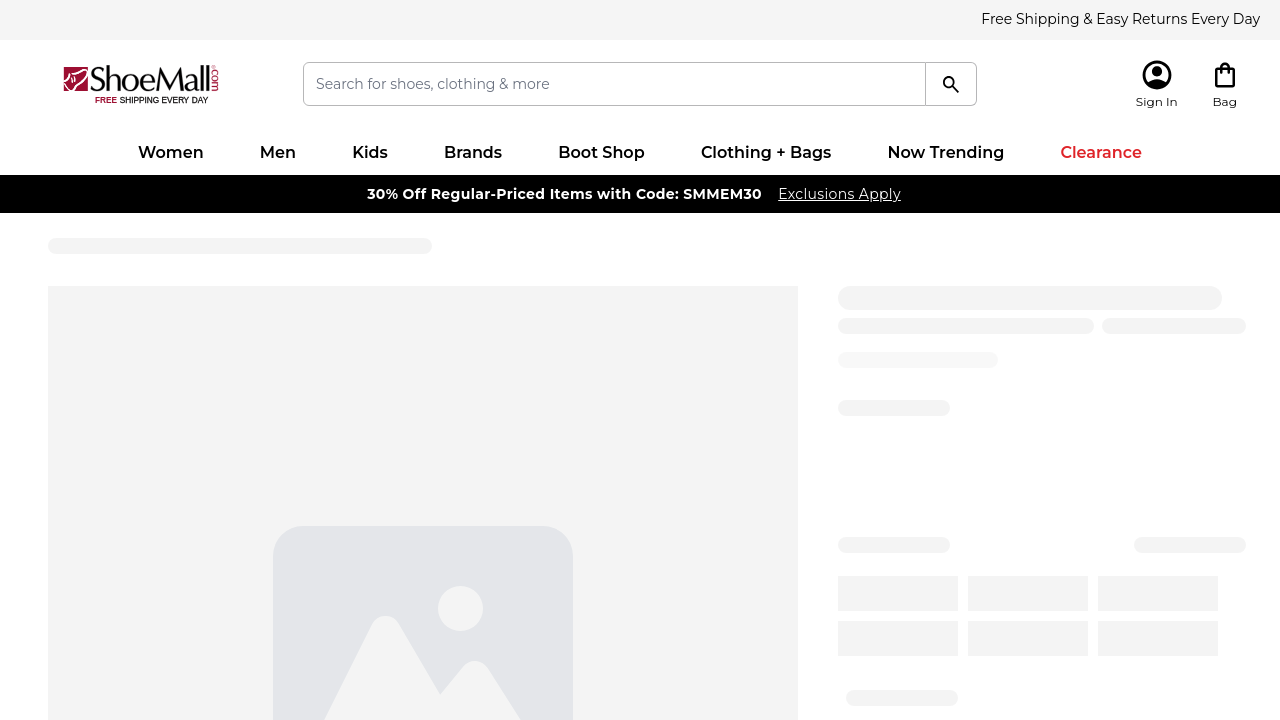 Free Shipping & Easy Returns Every Day
ShoeMall.com
FREE SHIPPING EVERY DAY
Search for shoes, clothing & more
Sign In
Bag
Women
Men
Kids
Brands
Boot Shop
Clothing + Bags
Now Trending
Clearance
30% Off Regular-Priced Items with Code: SMMEM30 Exclusions Apply